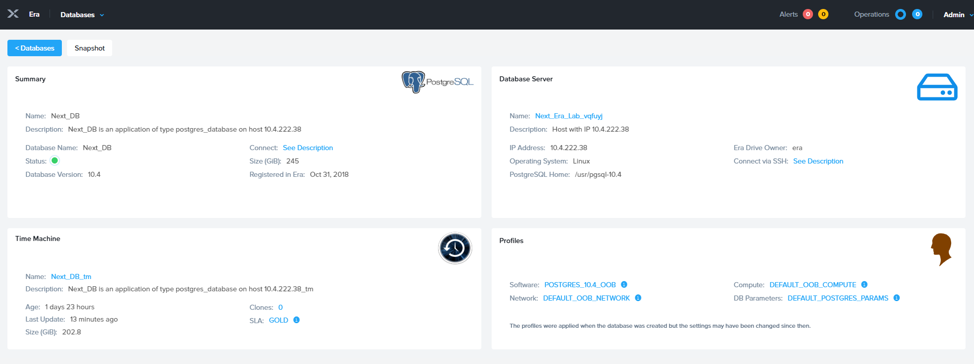 Era Databases Alerts 0 0 Operations 0 Admin
< Databases Snapshot
Summary
PostgreSQL
Name: Next_DB
Description: Next_DB is an application of type postgres_database on host 10.4.222.38
Database Name: Next_DB Connect: See Description
Status: Size (GiB): 245
Database Version: 10.4 Registered in Era: Oct 31, 2018
Database Server
Name: Next_Era_Lab_vqfuyj
Description: Host with IP 10.4.222.38
IP Address: 10.4.222.38 Era Drive Owner: era
Operating System: Linux Connect via SSH: See Description
PostgreSQL Home: /usr/pgsql-10.4
Time Machine
Name: Next_DB_tm
Description: Next_DB is an application of type postgres_database on host 10.4.222.38_tm
Age: 1 days 23 hours Clones: 0
Last Update: 13 minutes ago SLA: GOLD
Size (GiB): 202.8
Profiles
Software: POSTGRES_10.4_OOB Compute: DEFAULT_OOB_COMPUTE
Network: DEFAULT_OOB_NETWORK DB Parameters: DEFAULT_POSTGRES_PARAMS
The profiles were applied when the database was created but the settings may have been changed since then.